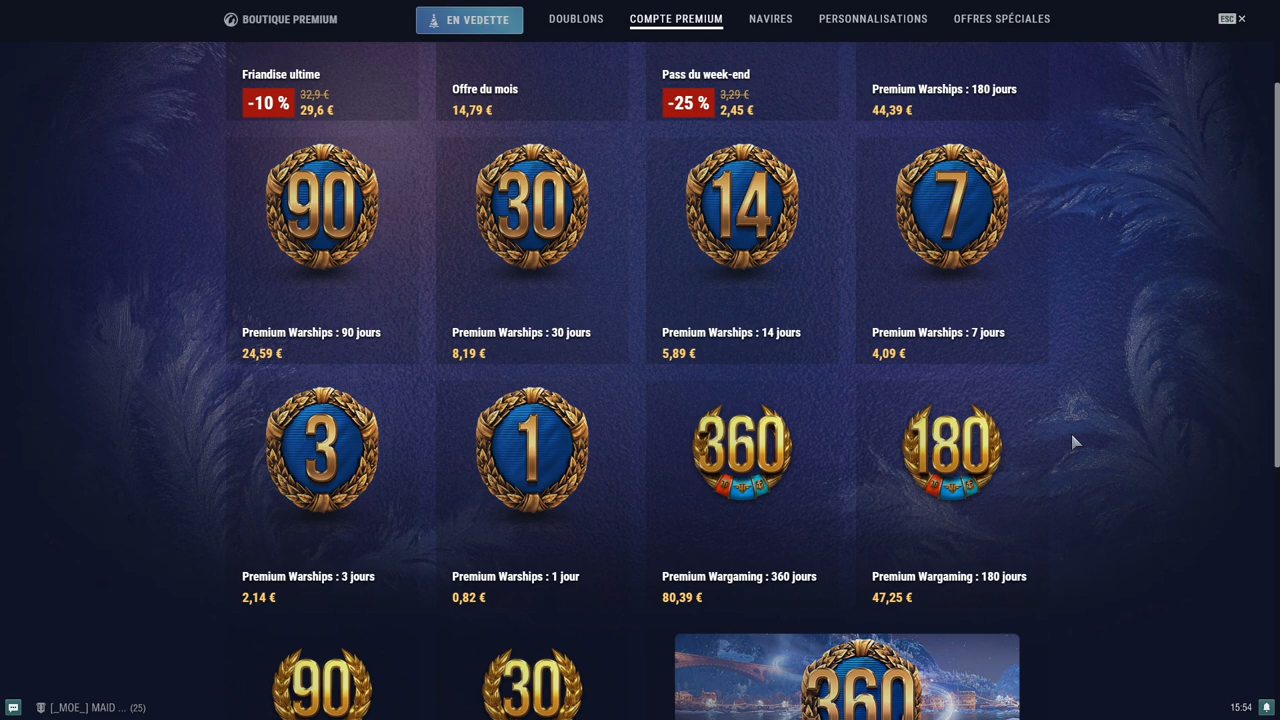 BOUTIQUE PREMIUM
EN VEDETTE
DOUBLONS
COMPTE PREMIUM
NAVIRES
PERSONNALISATIONS
OFFRES SPÉCIALES
ESC ×
Friandise ultime
-10 %
32,9 €
29,6 €
Offre du mois
14,79 €
Pass du week-end
-25 %
3,29 €
2,45 €
Premium Warships : 180 jours
44,39 €
90
30
14
7
Premium Warships : 90 jours
24,59 €
Premium Warships : 30 jours
8,19 €
Premium Warships : 14 jours
5,89 €
Premium Warships : 7 jours
4,09 €
3
1
360
180
Premium Warships : 3 jours
2,14 €
Premium Warships : 1 jour
0,82 €
Premium Wargaming : 360 jours
80,39 €
Premium Wargaming : 180 jours
47,25 €
90
30
360
[_MOE_] MAID ... (25)
15:54